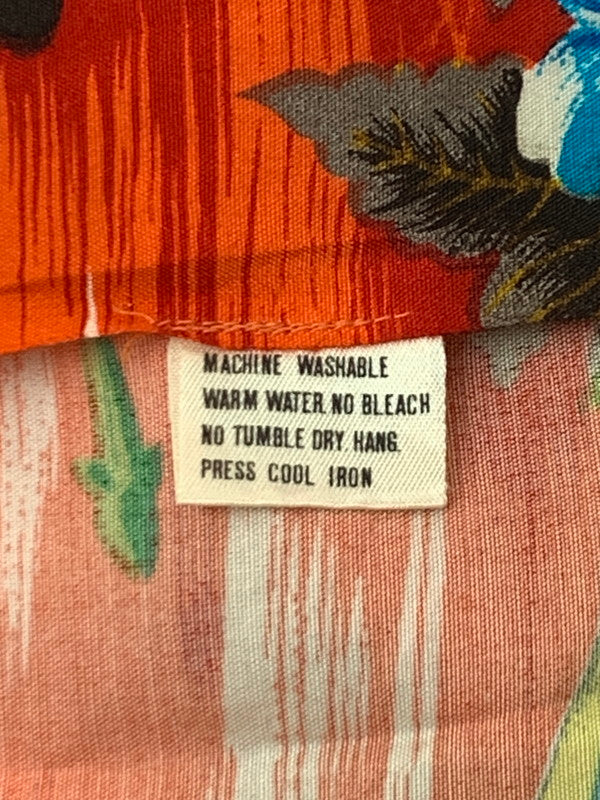 MACHINE WASHABLE
WARM WATER. NO BLEACH
NO TUMBLE DRY. HANG.
PRESS COOL IRON